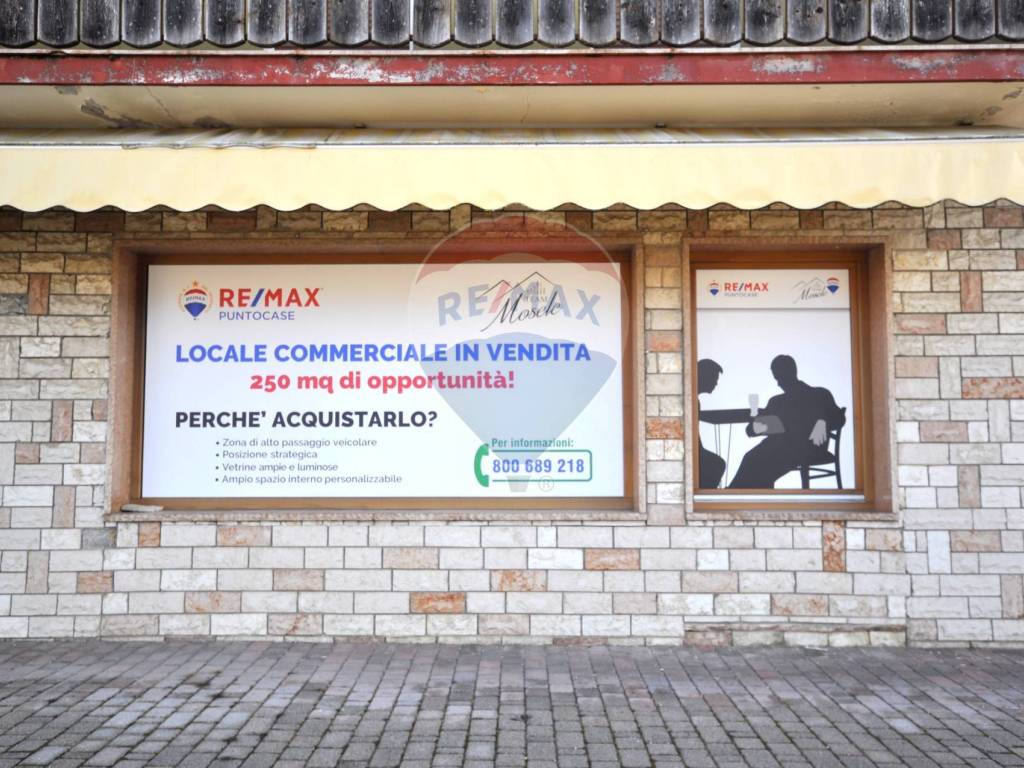 RE/MAX
PUNTOCASE
Mosele
LOCALE COMMERCIALE IN VENDITA
250 mq di opportunità!
PERCHE' ACQUISTARLO?
• Zona di alto passaggio veicolare
• Posizione strategica
• Vetrine ampie e luminose
• Ampio spazio interno personalizzabile
Per informazioni:
800 689 218
RE/MAX
®
RE/MAX
PUNTOCASE
Mosele